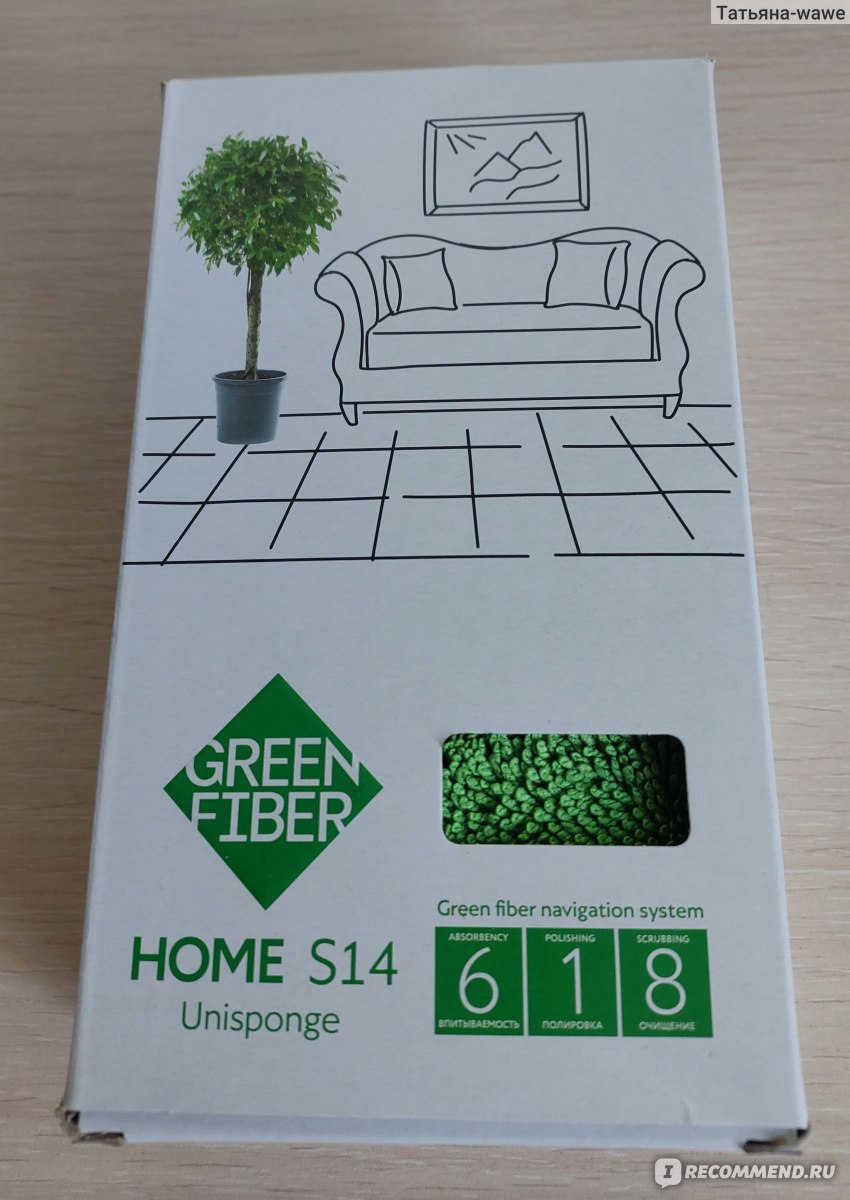 Татьяна-wawe
GREEN
FIBER
HOME S14
Unisponge
Green fiber navigation system
ABSORBENCY
6
ВПИТЫВАЕМОСТЬ
POLISHING
1
ПОЛИРОВКА
SCRUBBING
8
ОЧИЩЕНИЕ
IRECOMMEND.RU